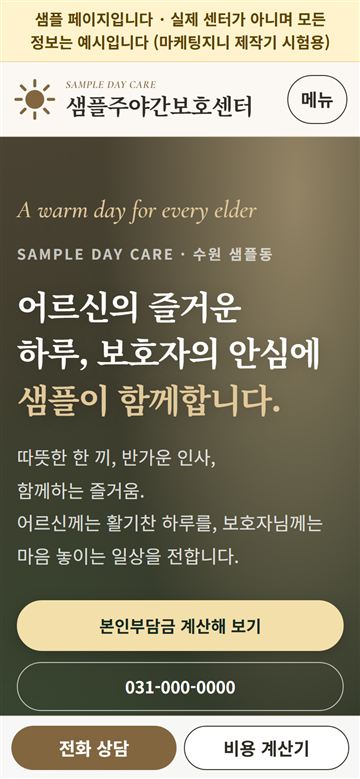 샘플 페이지입니다 · 실제 센터가 아니며 모든
정보는 예시입니다 (마케팅지니 제작기 시험용)
SAMPLE DAY CARE
샘플주야간보호센터
메뉴
A warm day for every elder
SAMPLE DAY CARE · 수원 샘플동
어르신의 즐거운
하루, 보호자의 안심에
샘플이 함께합니다.
따뜻한 한 끼, 반가운 인사,
함께하는 즐거움.
어르신께는 활기찬 하루를, 보호자님께는
마음 놓이는 일상을 전합니다.
본인부담금 계산해 보기
031-000-0000
전화 상담
비용 계산기